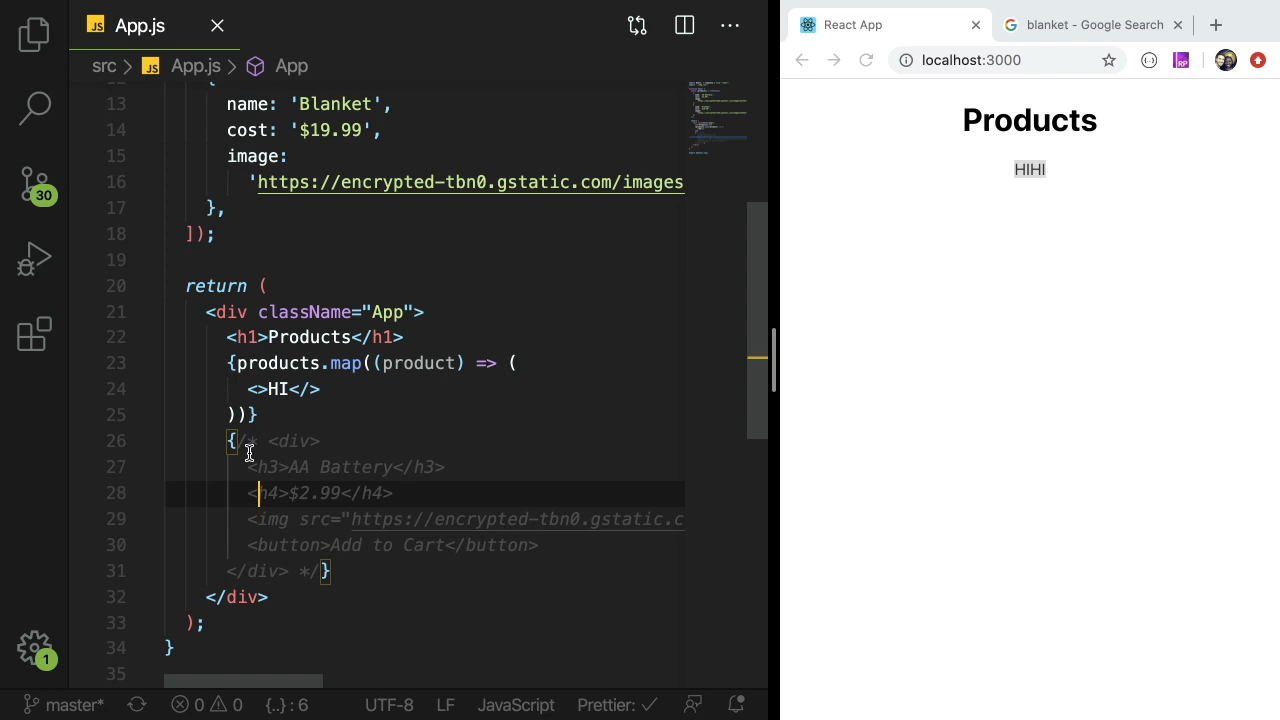 JS App.js
src > JS App.js > App
12 {
13 name: 'Blanket',
14 cost: '$19.99',
15 image:
16 'https://encrypted-tbn0.gstatic.com/images
17 },
18 ]);
19
20 return (
21 <div className="App">
22 <h1>Products</h1>
23 {products.map((product) => (
24 <>HI</>
25 ))}
26 {/* <div>
27 <h3>AA Battery</h3>
28 <h4>$2.99</h4>
29 <img src="https://encrypted-tbn0.gstatic.c
30 <button>Add to Cart</button>
31 </div> */}
32 </div>
33 );
34 }
35
30
1
master* 0 0 {..} : 6 UTF-8 LF JavaScript Prettier: ✓
React App
blanket - Google Search
localhost:3000
RP
Products
HIHI